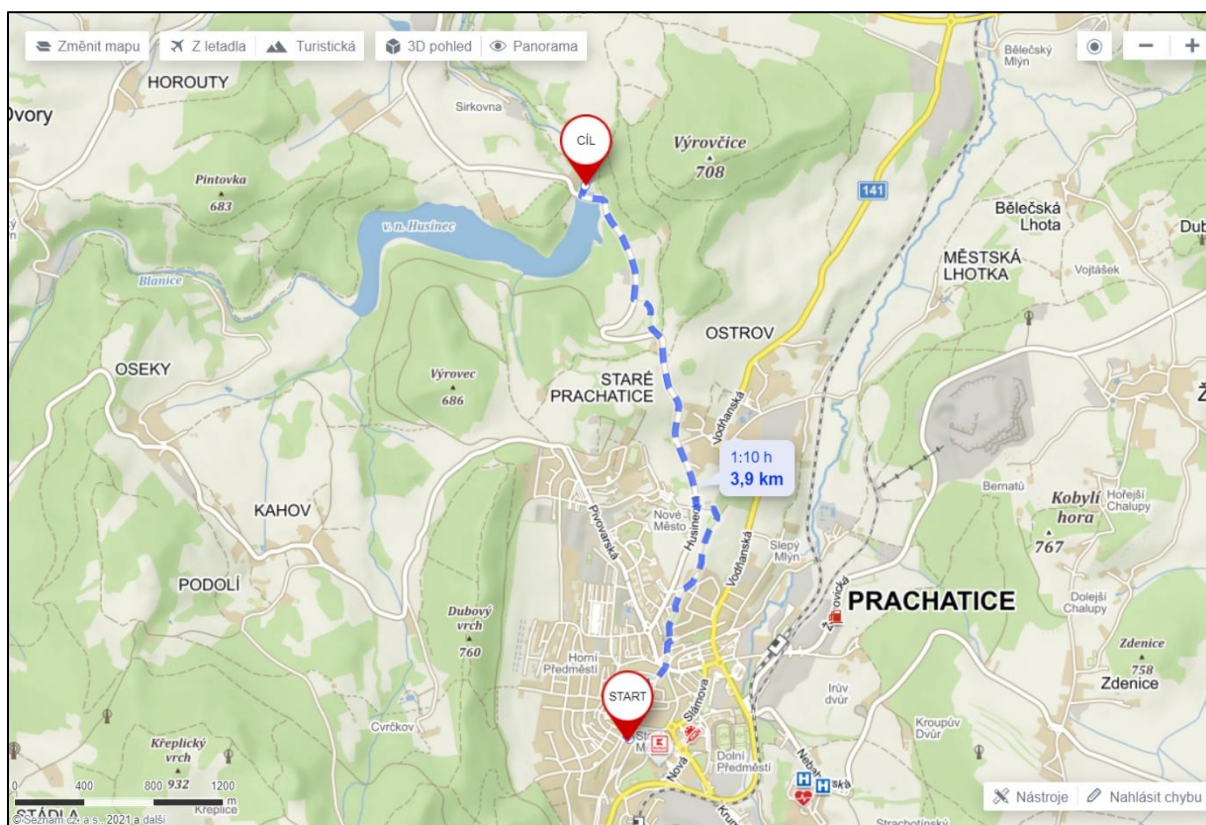 Změnit mapu
Z letadla
Turistická
3D pohled
Panorama
HOROUTY
Dvory
Sirkovna
Bělečský
Mlýn
CÍL
Výrovčice
708
141
Pintovka
683
Bělečská
Lhota
v. n. Husinec
MĚSTSKÁ
LHOTKA
Vojtášek
Blanice
OSTROV
OSEKY
Výrovec
686
STARÉ
PRACHATICE
Vodňanská
1:10 h
3,9 km
Bernatů
Hořejší
Chalupy
Kobylí
hora
767
KAHOV
Pivovarská
Nové
Město
Vodňanská
Slepý
Mlýn
PODOLÍ
PRACHATICE
Dolejší
Chalupy
Dubový
vrch
760
Horní
Předměstí
Zdenice
758
Zdenice
START
Slámova
Irův
dvůr
Kroupův
Dvůr
Cvrčkov
Křeplický
vrch
932
Nová
Dolní
Předměstí
H
H
0 400 800 1200
m
STÁDLA
Křeplice
Nástroje
Nahlásit chybu
© Seznam.cz, a.s., 2021 a další
Strachotínský